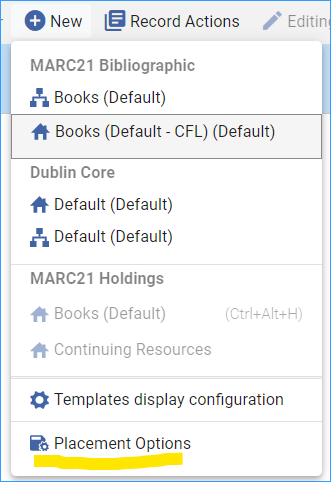 New Record Actions Editing
MARC21 Bibliographic
Books (Default)
Books (Default - CFL) (Default)
Dublin Core
Default (Default)
Default (Default)
MARC21 Holdings
Books (Default) (Ctrl+Alt+H)
Continuing Resources
Templates display configuration
Placement Options